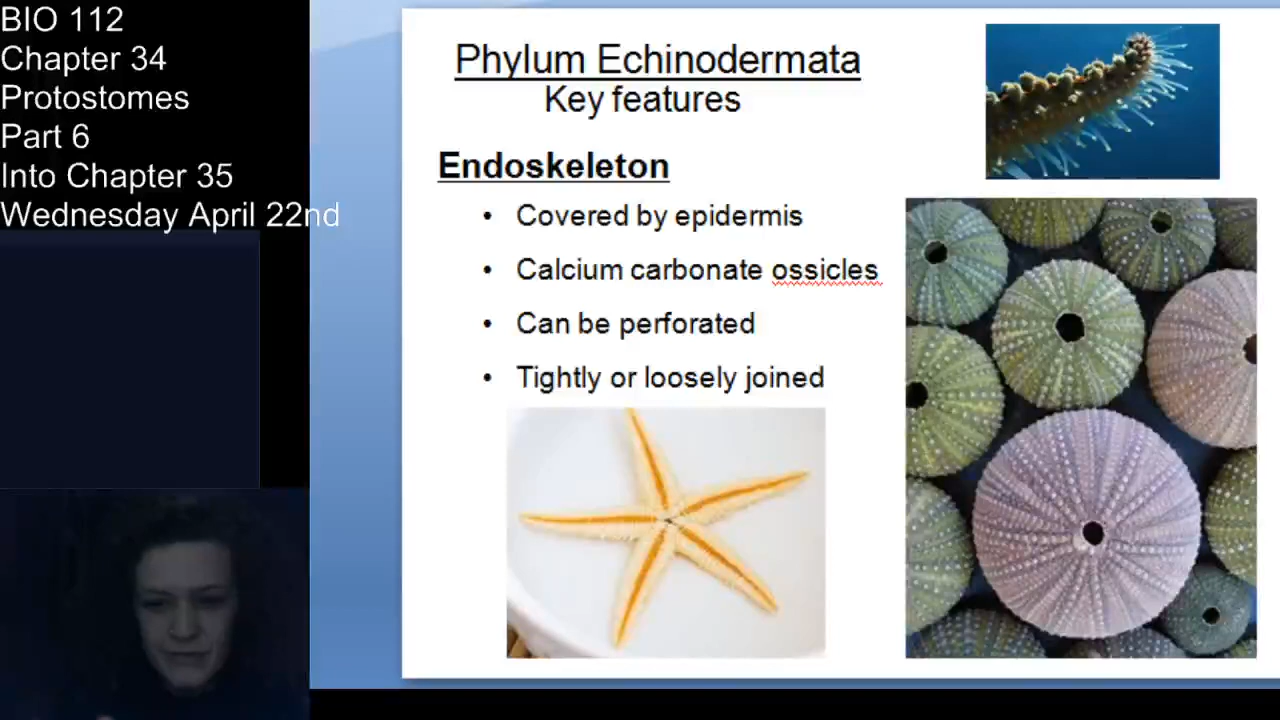 BIO 112
Chapter 34
Protostomes
Part 6
Into Chapter 35
Wednesday April 22nd
Phylum Echinodermata
Key features
Endoskeleton
• Covered by epidermis
• Calcium carbonate ossicles
• Can be perforated
• Tightly or loosely joined